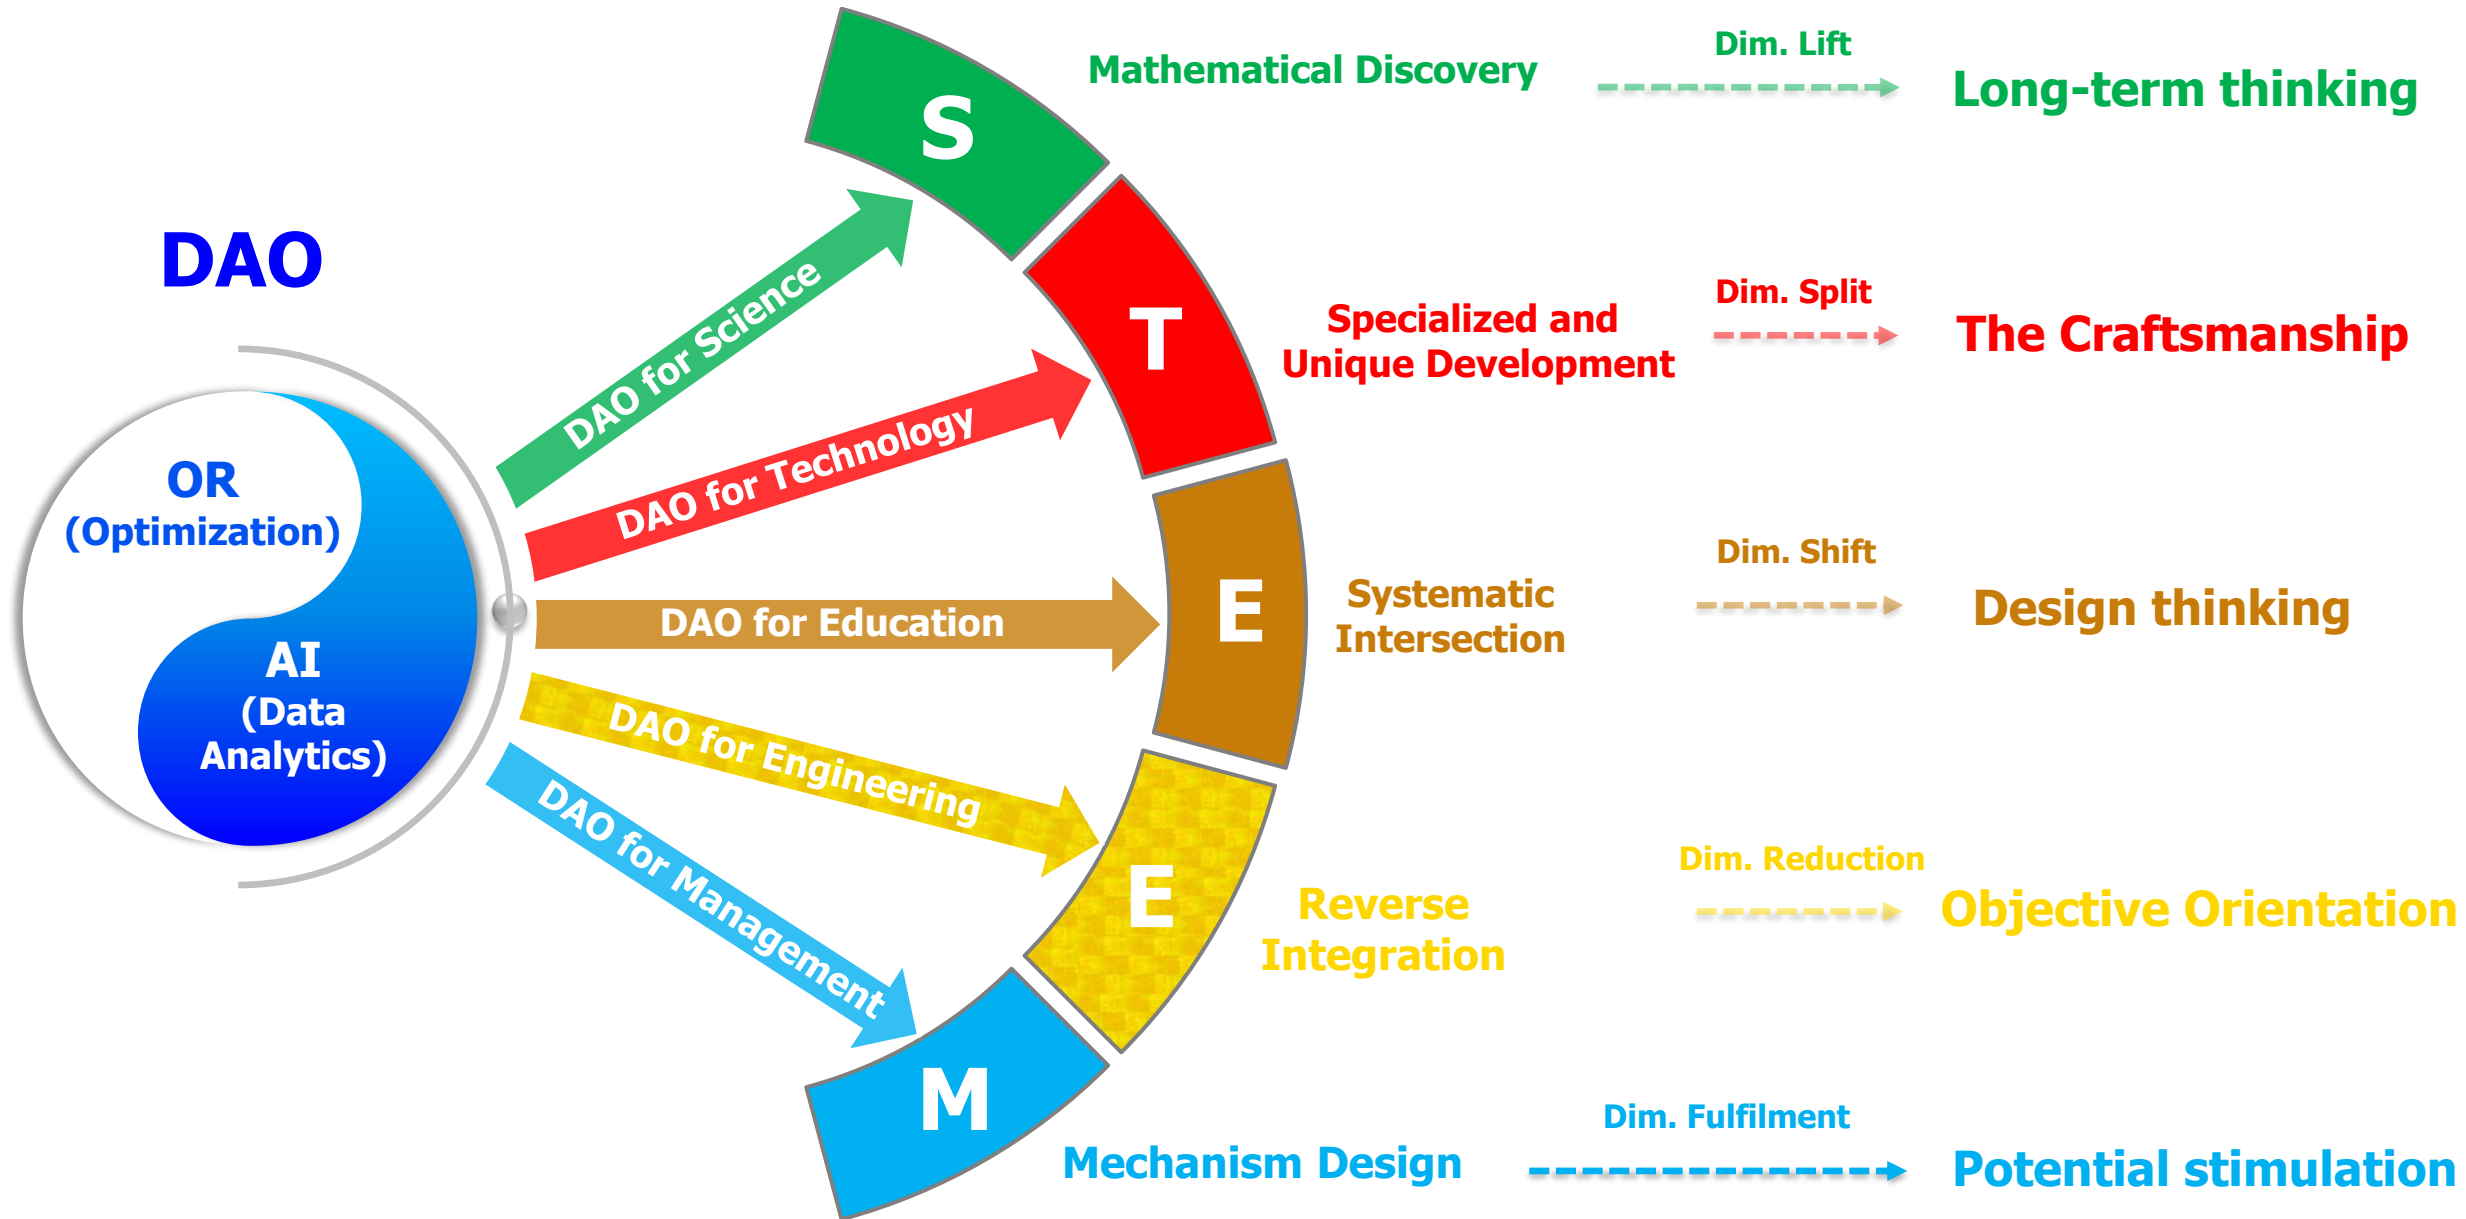 DAO
OR
(Optimization)
AI
(Data
Analytics)
DAO for Science
DAO for Technology
DAO for Education
DAO for Engineering
DAO for Management
S
T
E
E
M
Mathematical Discovery
Dim. Lift
Long-term thinking
Specialized and
Unique Development
Dim. Split
The Craftsmanship
Systematic
Intersection
Dim. Shift
Design thinking
Reverse
Integration
Dim. Reduction
Objective Orientation
Mechanism Design
Dim. Fulfilment
Potential stimulation